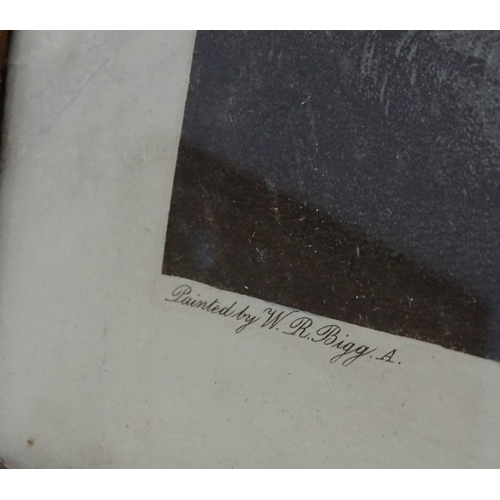 Painted by W. R. Bigg. A.